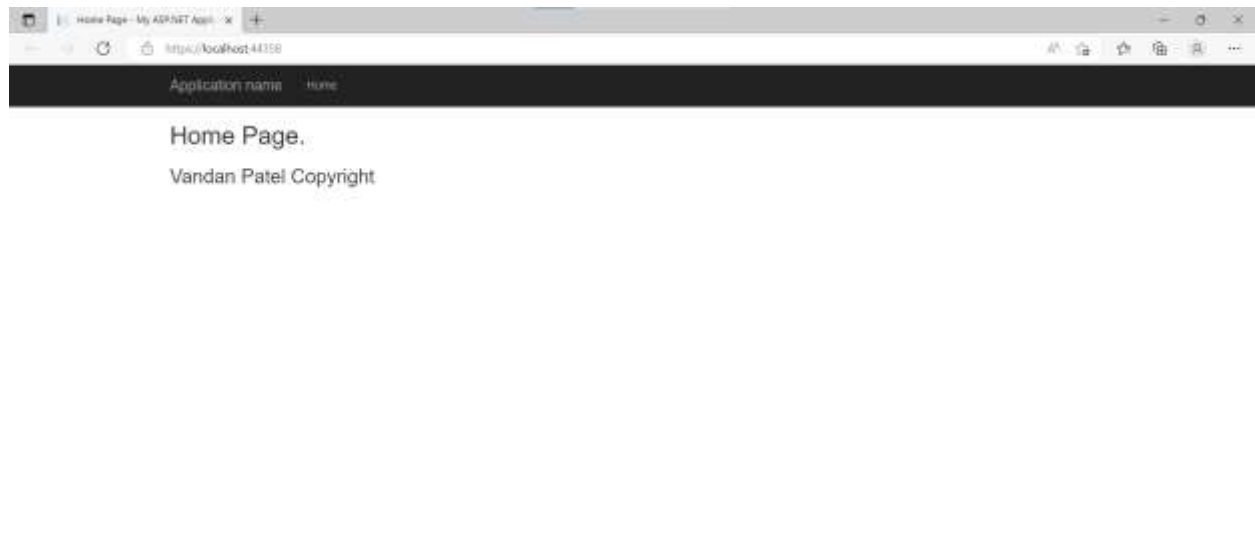 Home Page - My ASP.NET Appli
https://localhost:44358
Application name Home
Home Page.
Vandan Patel Copyright